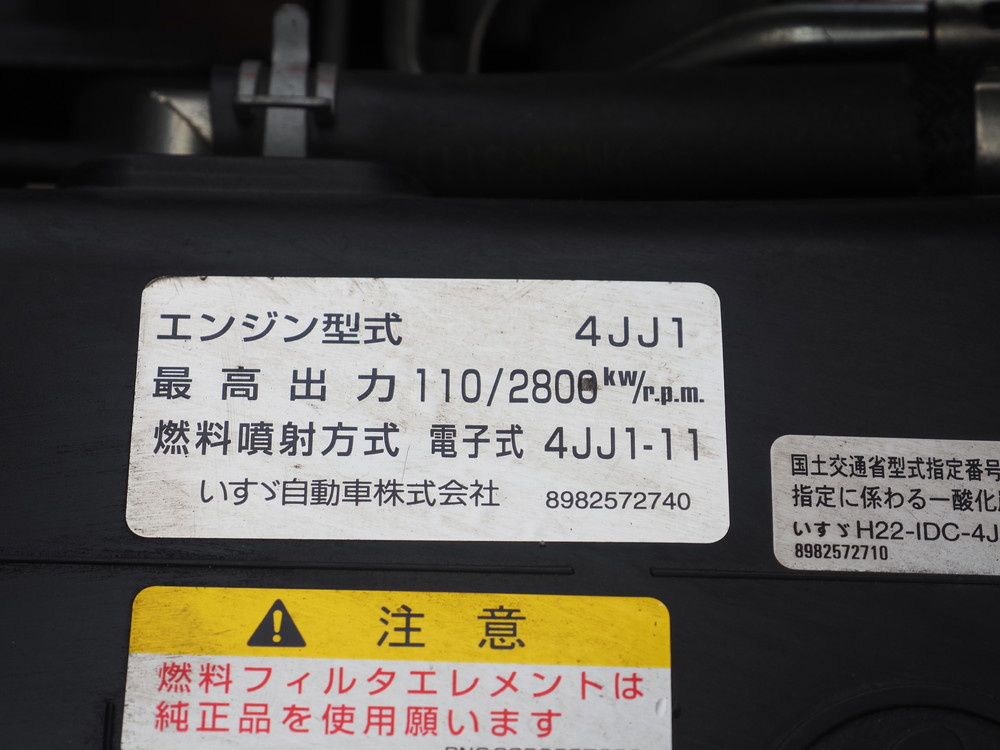 エンジン型式 4JJ1
最高出力 110/2800 kw/r.p.m.
燃料噴射方式 電子式 4JJ1-11
いすゞ自動車株式会社 8982572740
国土交通省型式指定番号
指定に係わる一酸化
いすゞH22-IDC-4J
8982572710
注意
燃料フィルタエレメントは
純正品を使用願います